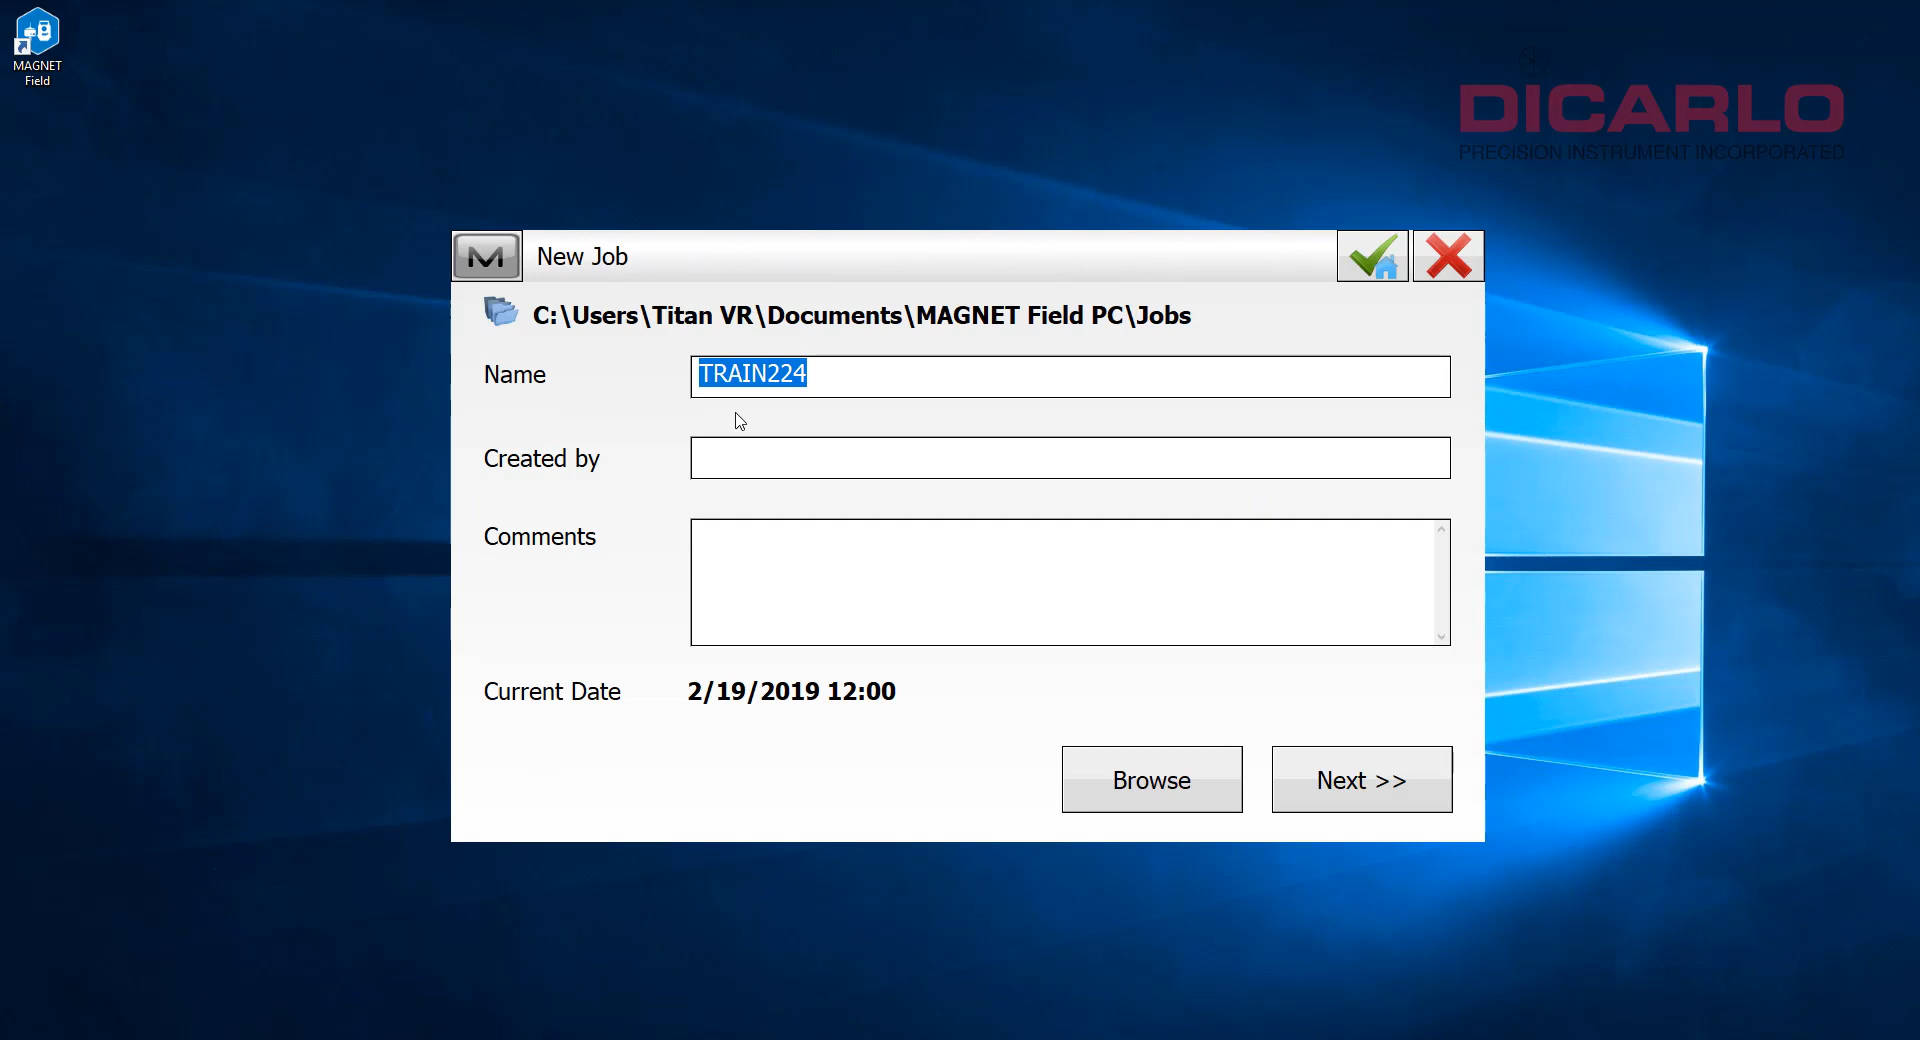 MAGNET
Field
DICARLO
PRECISION INSTRUMENT INCORPORATED
New Job
C:\Users\Titan VR\Documents\MAGNET Field PC\Jobs
Name
TRAIN224
Created by
Comments
Current Date
2/19/2019 12:00
Browse
Next >>